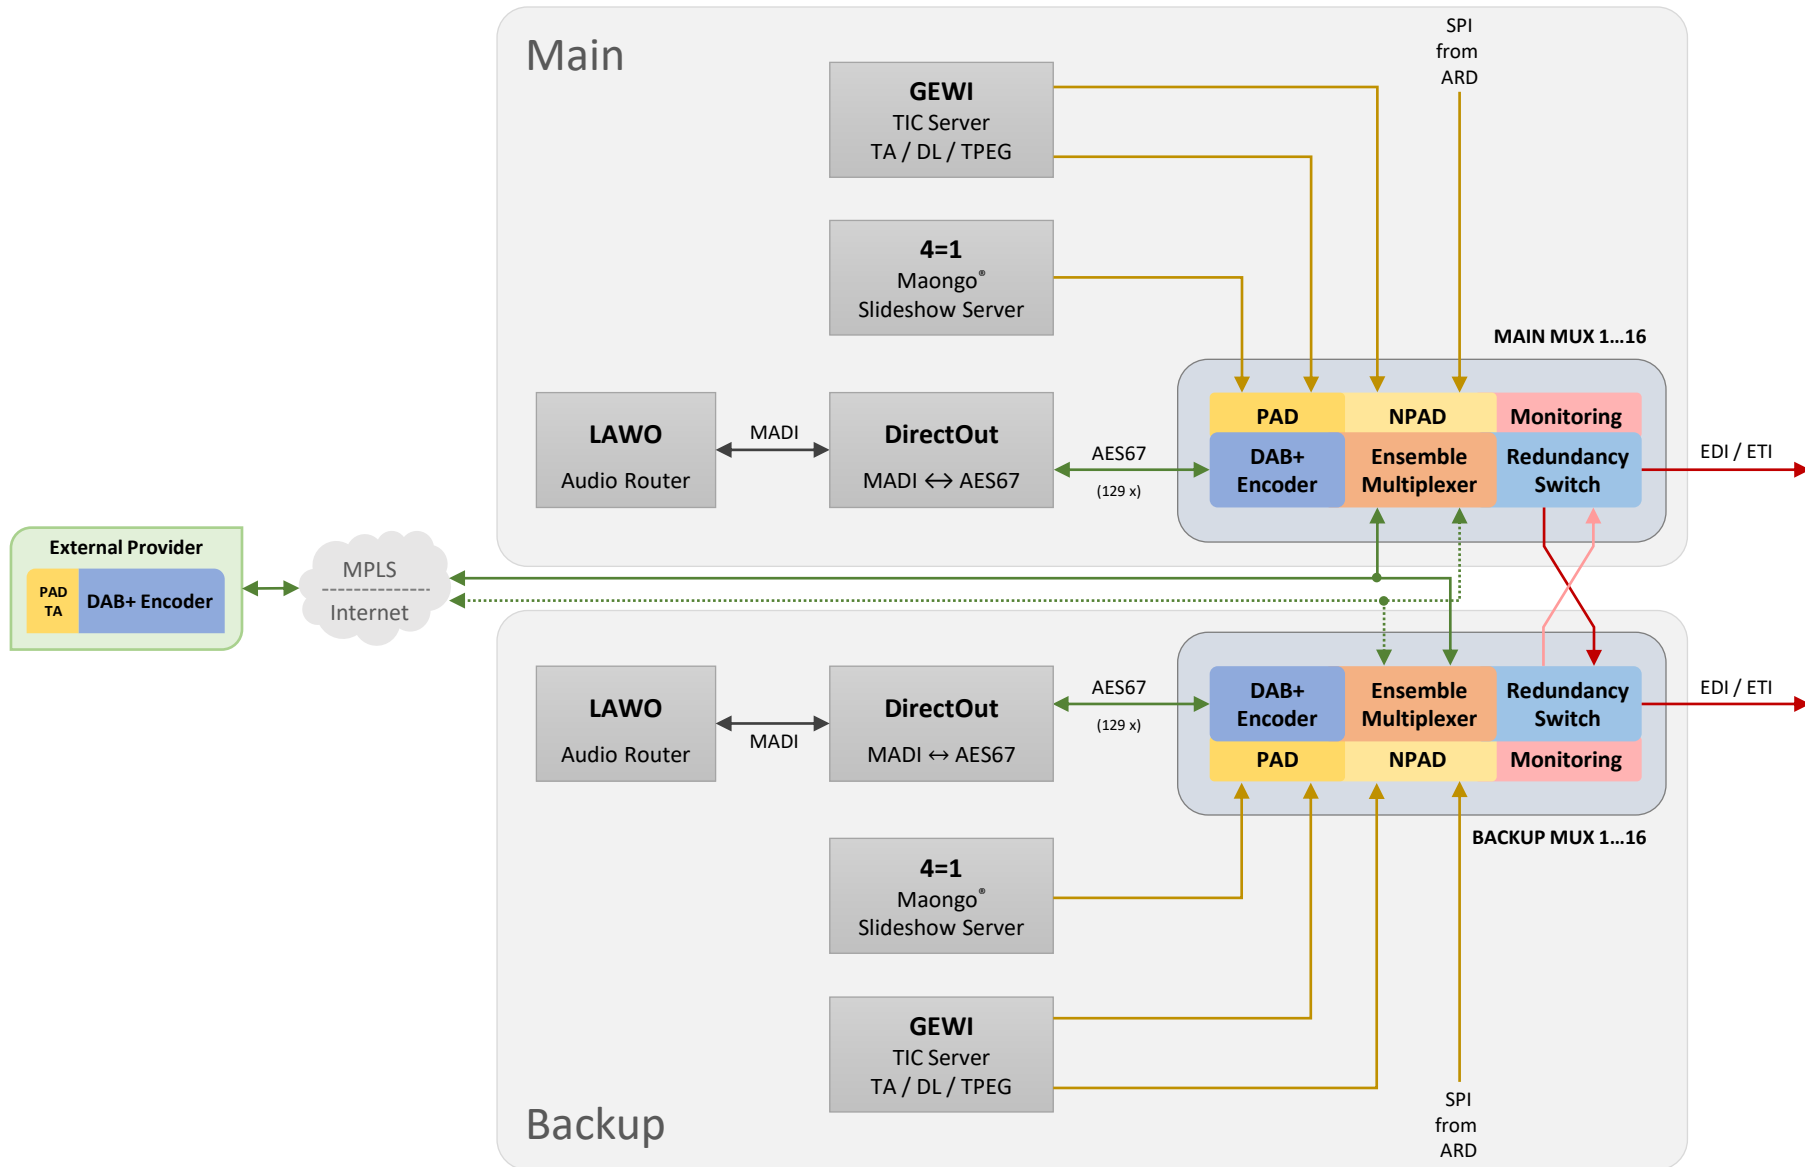 Main
SPI
from
ARD
GEWI
TIC Server
TA / DL / TPEG
4=1
Maongo®
Slideshow Server
MAIN MUX 1...16
LAWO
Audio Router
MADI
DirectOut
MADI ↔ AES67
AES67
(129 x)
PAD
NPAD
Monitoring
DAB+
Encoder
Ensemble
Multiplexer
Redundancy
Switch
EDI / ETI
External Provider
PAD
TA
DAB+ Encoder
MPLS
Internet
LAWO
Audio Router
MADI
DirectOut
MADI ↔ AES67
AES67
(129 x)
DAB+
Encoder
Ensemble
Multiplexer
Redundancy
Switch
PAD
NPAD
Monitoring
EDI / ETI
BACKUP MUX 1...16
4=1
Maongo®
Slideshow Server
GEWI
TIC Server
TA / DL / TPEG
SPI
from
ARD
Backup